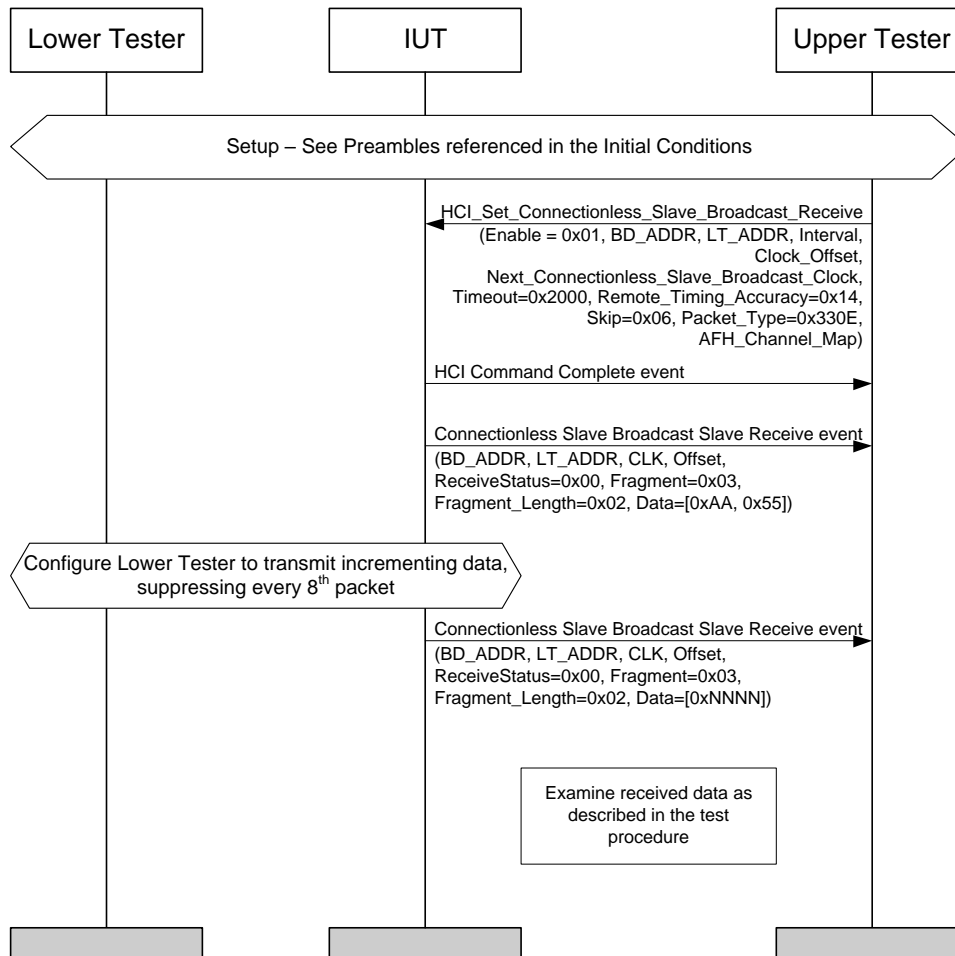 Lower Tester
IUT
Upper Tester
Setup – See Preambles referenced in the Initial Conditions
HCI_Set_Connectionless_Slave_Broadcast_Receive
(Enable = 0x01, BD_ADDR, LT_ADDR, Interval,
Clock_Offset,
Next_Connectionless_Slave_Broadcast_Clock,
Timeout=0x2000, Remote_Timing_Accuracy=0x14,
Skip=0x06, Packet_Type=0x330E,
AFH_Channel_Map)
HCI Command Complete event
Connectionless Slave Broadcast Slave Receive event
(BD_ADDR, LT_ADDR, CLK, Offset,
ReceiveStatus=0x00, Fragment=0x03,
Fragment_Length=0x02, Data=[0xAA, 0x55])
Configure Lower Tester to transmit incrementing data,
suppressing every 8th packet
Connectionless Slave Broadcast Slave Receive event
(BD_ADDR, LT_ADDR, CLK, Offset,
ReceiveStatus=0x00, Fragment=0x03,
Fragment_Length=0x02, Data=[0xNNNN])
Examine received data as
described in the test
procedure